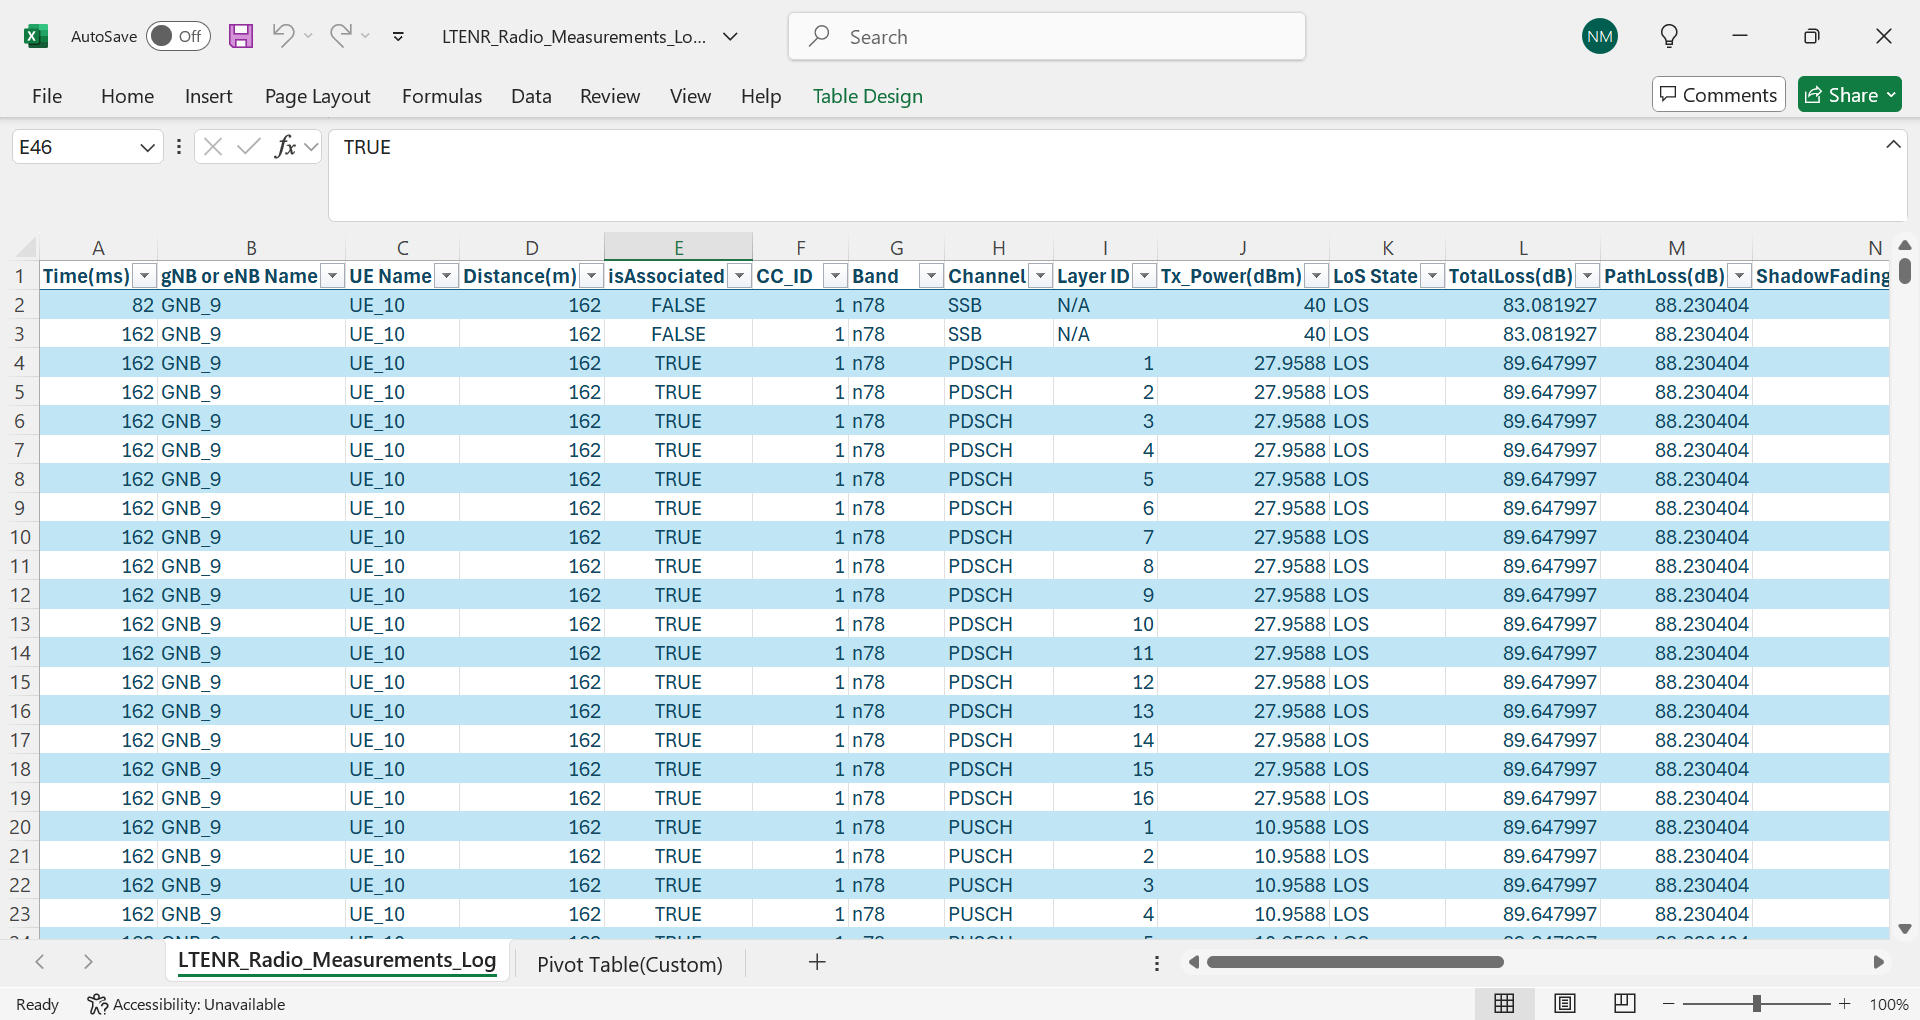 AutoSave Off LTENR_Radio_Measurements_Lo... Search NM
File Home Insert Page Layout Formulas Data Review View Help Table Design Comments Share
E46 fx TRUE
A B C D E F G H I J K L M N
1 Time(ms) gNB or eNB Name UE Name Distance(m) isAssociated CC_ID Band Channel Layer ID Tx_Power(dBm) LoS State TotalLoss(dB) PathLoss(dB) ShadowFading
2 82 GNB_9 UE_10 162 FALSE 1 n78 SSB N/A 40 LOS 83.081927 88.230404
3 162 GNB_9 UE_10 162 FALSE 1 n78 SSB N/A 40 LOS 83.081927 88.230404
4 162 GNB_9 UE_10 162 TRUE 1 n78 PDSCH 1 27.9588 LOS 89.647997 88.230404
5 162 GNB_9 UE_10 162 TRUE 1 n78 PDSCH 2 27.9588 LOS 89.647997 88.230404
6 162 GNB_9 UE_10 162 TRUE 1 n78 PDSCH 3 27.9588 LOS 89.647997 88.230404
7 162 GNB_9 UE_10 162 TRUE 1 n78 PDSCH 4 27.9588 LOS 89.647997 88.230404
8 162 GNB_9 UE_10 162 TRUE 1 n78 PDSCH 5 27.9588 LOS 89.647997 88.230404
9 162 GNB_9 UE_10 162 TRUE 1 n78 PDSCH 6 27.9588 LOS 89.647997 88.230404
10 162 GNB_9 UE_10 162 TRUE 1 n78 PDSCH 7 27.9588 LOS 89.647997 88.230404
11 162 GNB_9 UE_10 162 TRUE 1 n78 PDSCH 8 27.9588 LOS 89.647997 88.230404
12 162 GNB_9 UE_10 162 TRUE 1 n78 PDSCH 9 27.9588 LOS 89.647997 88.230404
13 162 GNB_9 UE_10 162 TRUE 1 n78 PDSCH 10 27.9588 LOS 89.647997 88.230404
14 162 GNB_9 UE_10 162 TRUE 1 n78 PDSCH 11 27.9588 LOS 89.647997 88.230404
15 162 GNB_9 UE_10 162 TRUE 1 n78 PDSCH 12 27.9588 LOS 89.647997 88.230404
16 162 GNB_9 UE_10 162 TRUE 1 n78 PDSCH 13 27.9588 LOS 89.647997 88.230404
17 162 GNB_9 UE_10 162 TRUE 1 n78 PDSCH 14 27.9588 LOS 89.647997 88.230404
18 162 GNB_9 UE_10 162 TRUE 1 n78 PDSCH 15 27.9588 LOS 89.647997 88.230404
19 162 GNB_9 UE_10 162 TRUE 1 n78 PDSCH 16 27.9588 LOS 89.647997 88.230404
20 162 GNB_9 UE_10 162 TRUE 1 n78 PUSCH 1 10.9588 LOS 89.647997 88.230404
21 162 GNB_9 UE_10 162 TRUE 1 n78 PUSCH 2 10.9588 LOS 89.647997 88.230404
22 162 GNB_9 UE_10 162 TRUE 1 n78 PUSCH 3 10.9588 LOS 89.647997 88.230404
23 162 GNB_9 UE_10 162 TRUE 1 n78 PUSCH 4 10.9588 LOS 89.647997 88.230404
LTENR_Radio_Measurements_Log Pivot Table(Custom)
Ready Accessibility: Unavailable 100%